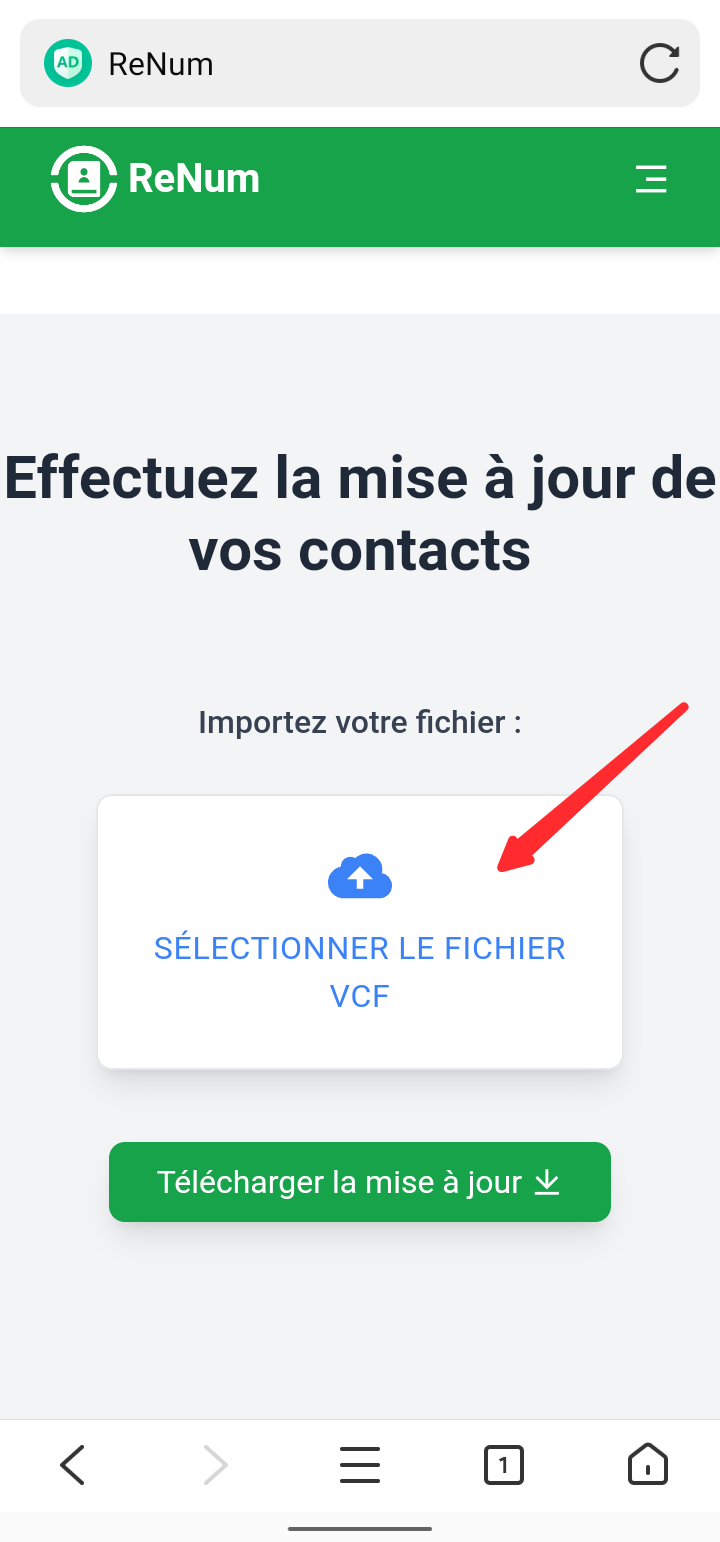 AD ReNum
ReNum
Effectuez la mise à jour de
vos contacts
Importez votre fichier :
SÉLECTIONNER LE FICHIER
VCF
Télécharger la mise à jour
1